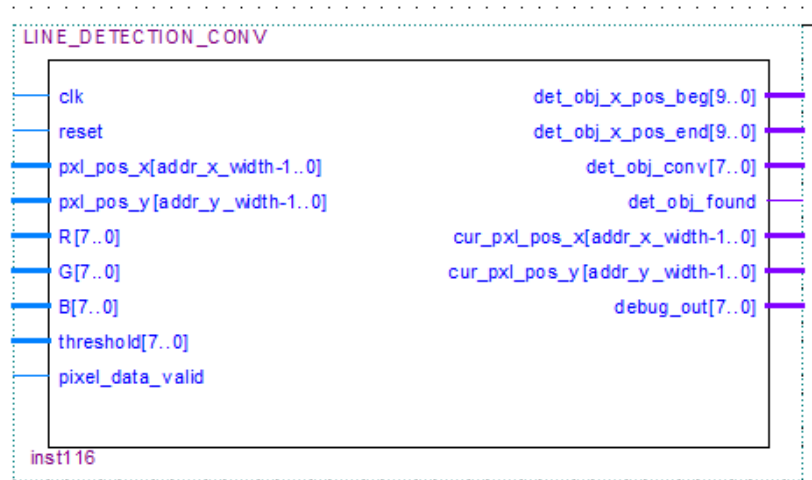 LINE_DETECTION_CONV
clk
reset
pxl_pos_x[addr_x_width-1..0]
pxl_pos_y[addr_y_width-1..0]
R[7..0]
G[7..0]
B[7..0]
threshold[7..0]
pixel_data_valid
det_obj_x_pos_beg[9..0]
det_obj_x_pos_end[9..0]
det_obj_conv[7..0]
det_obj_found
cur_pxl_pos_x[addr_x_width-1..0]
cur_pxl_pos_y[addr_y_width-1..0]
debug_out[7..0]
inst116